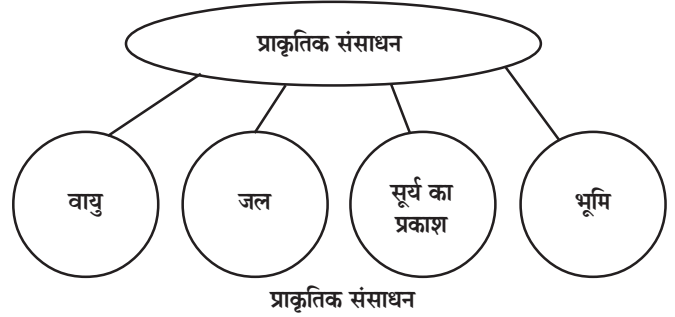 प्राकृतिक संसाधन
वायु
जल
सूर्य का
प्रकाश
भूमि
प्राकृतिक संसाधन